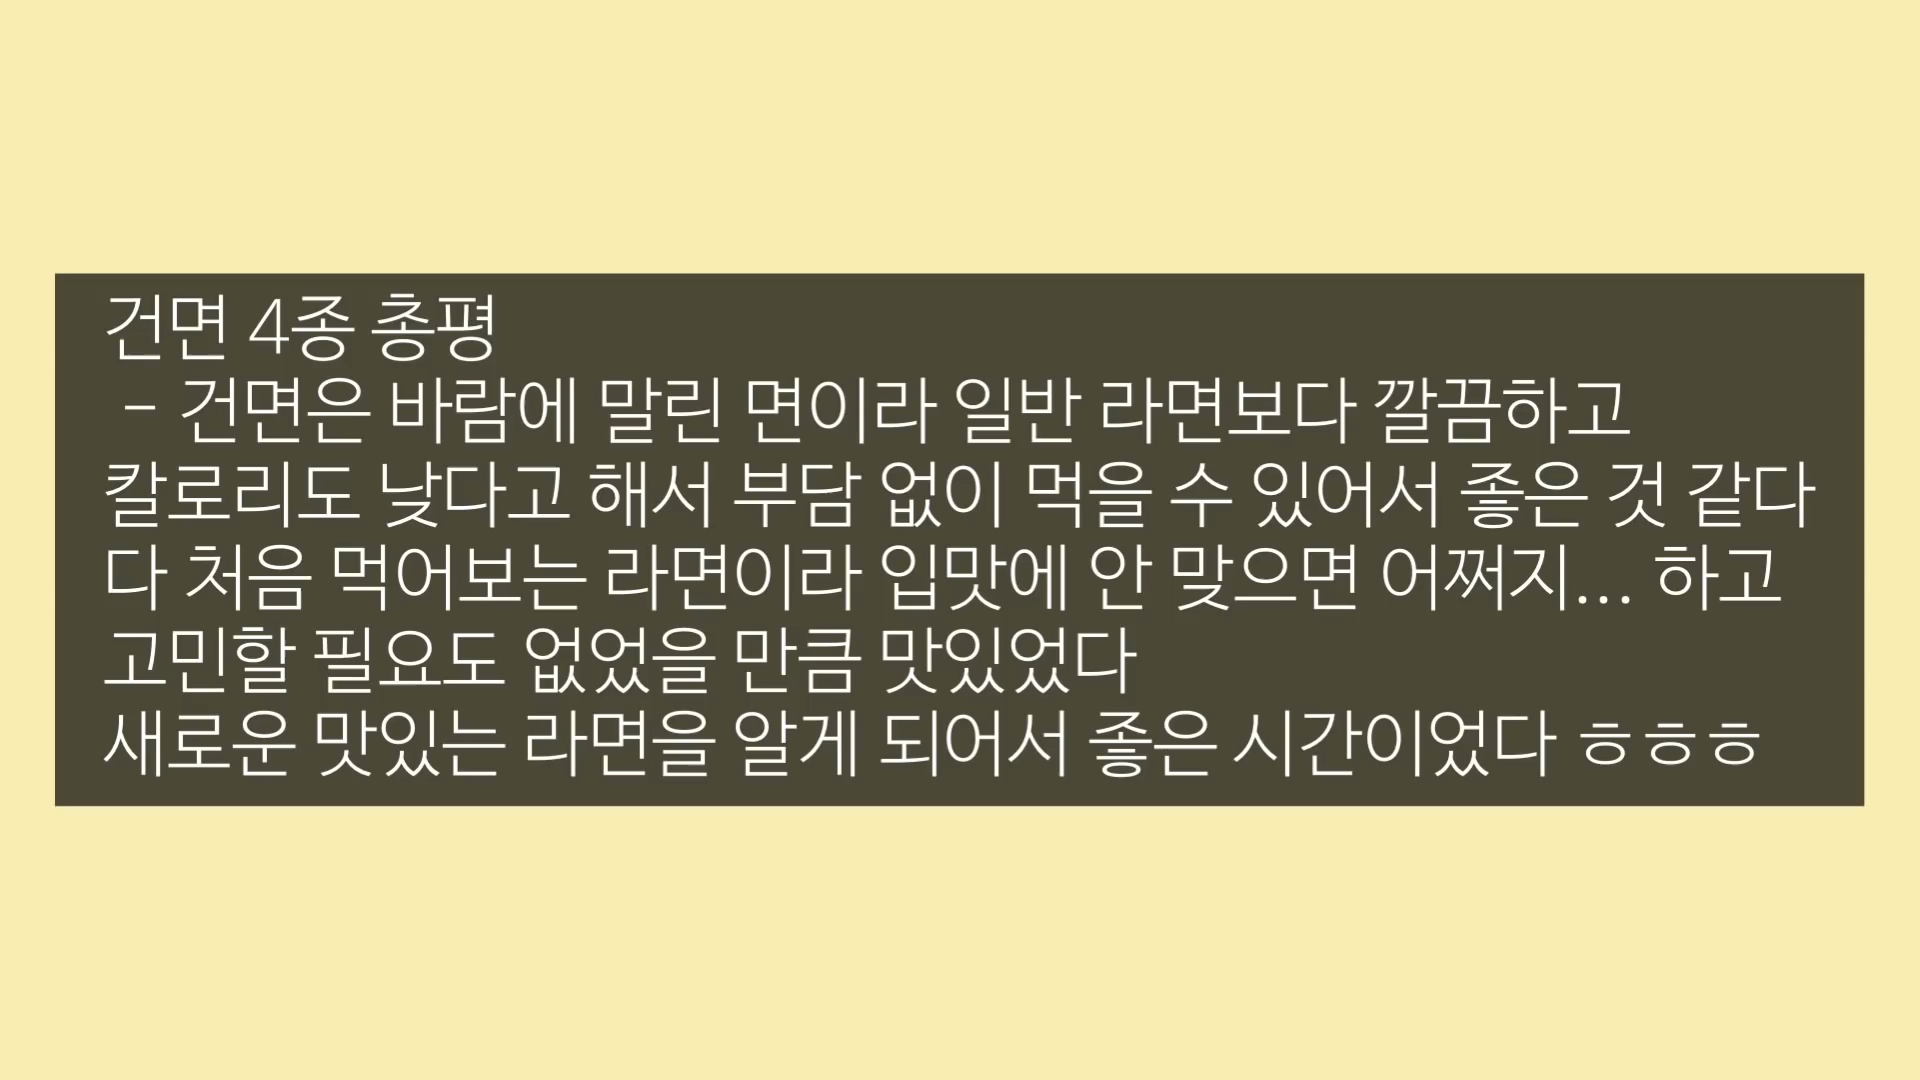 건면 4종 총평
- 건면은 바람에 말린 면이라 일반 라면보다 깔끔하고
칼로리도 낮다고 해서 부담 없이 먹을 수 있어서 좋은 것 같다
다 처음 먹어보는 라면이라 입맛에 안 맞으면 어쩌지... 하고
고민할 필요도 없었을 만큼 맛있었다
새로운 맛있는 라면을 알게 되어서 좋은 시간이었다 ㅎㅎㅎ